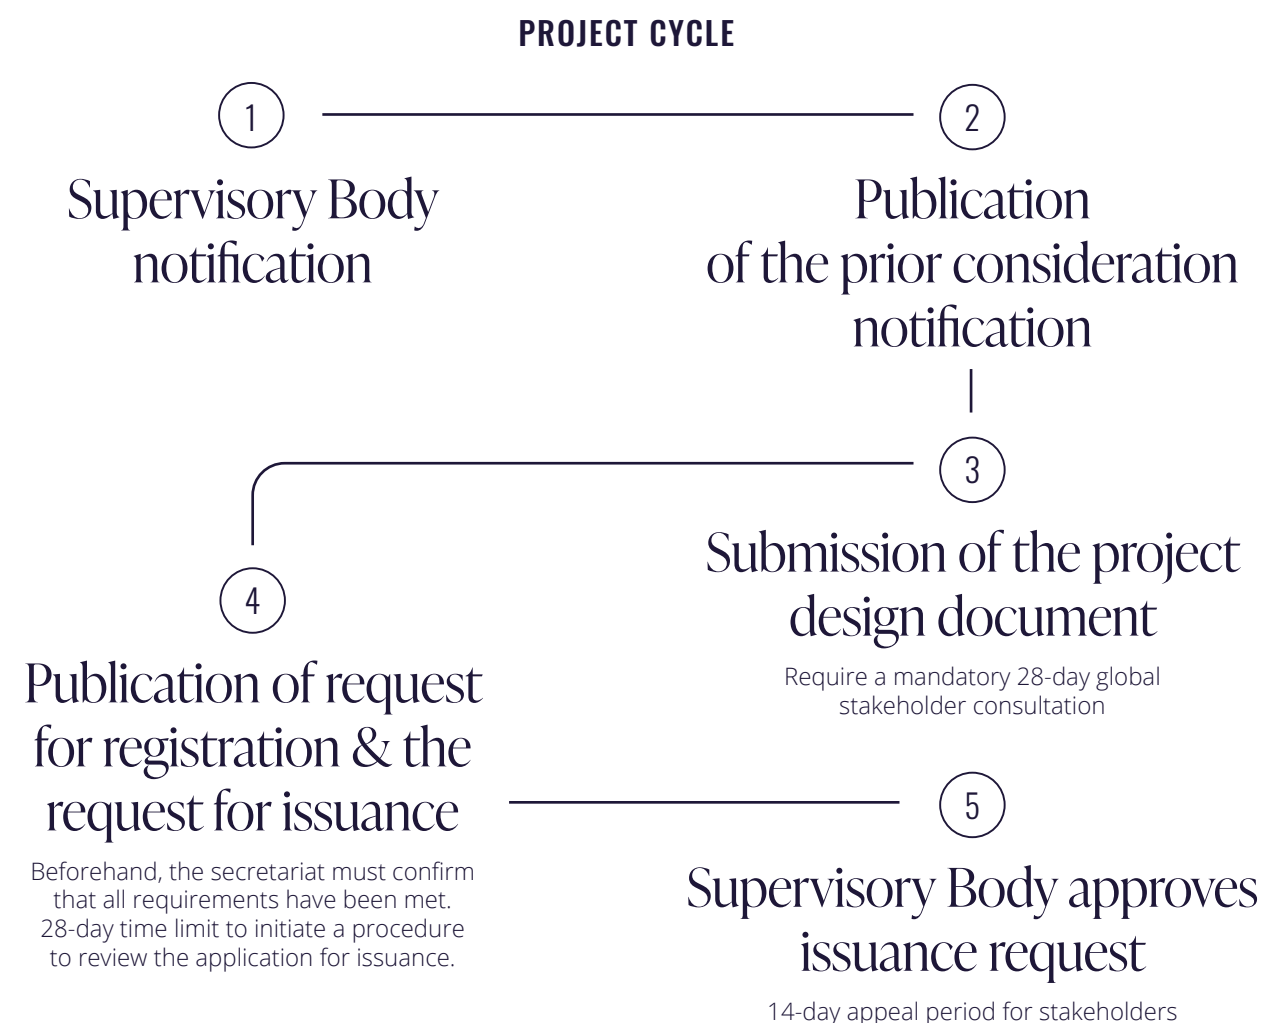 PROJECT CYCLE
1
Supervisory Body
notification
2
Publication
of the prior consideration
notification
3
Submission of the project
design document
Require a mandatory 28-day global
stakeholder consultation
4
Publication of request
for registration & the
request for issuance
Beforehand, the secretariat must confirm
that all requirements have been met.
28-day time limit to initiate a procedure
to review the application for issuance.
5
Supervisory Body approves
issuance request
14-day appeal period for stakeholders